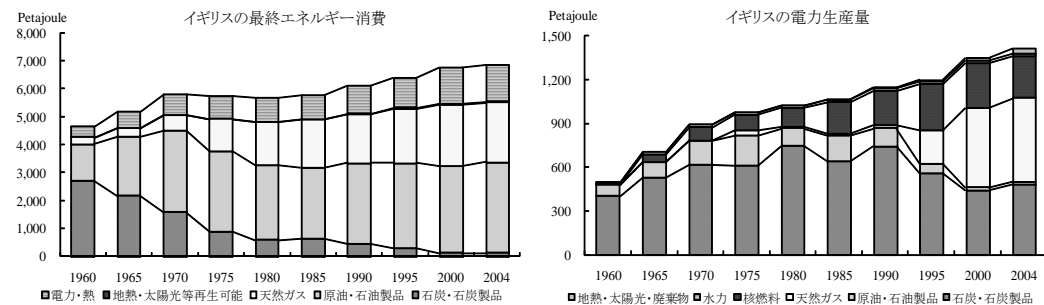 Petajoule
イギリスの最終エネルギー消費
8,000
7,000
6,000
5,000
4,000
3,000
2,000
1,000
0
1960 1965 1970 1975 1980 1985 1990 1995 2000 2004
電力・熱 地熱・太陽光等再生可能 天然ガス 原油・石油製品 石炭・石炭製品
Petajoule
イギリスの電力生産量
1,500
1,200
900
600
300
0
1960 1965 1970 1975 1980 1985 1990 1995 2000 2004
地熱・太陽光・廃棄物 水力 核燃料 天然ガス 原油・石油製品 石炭・石炭製品